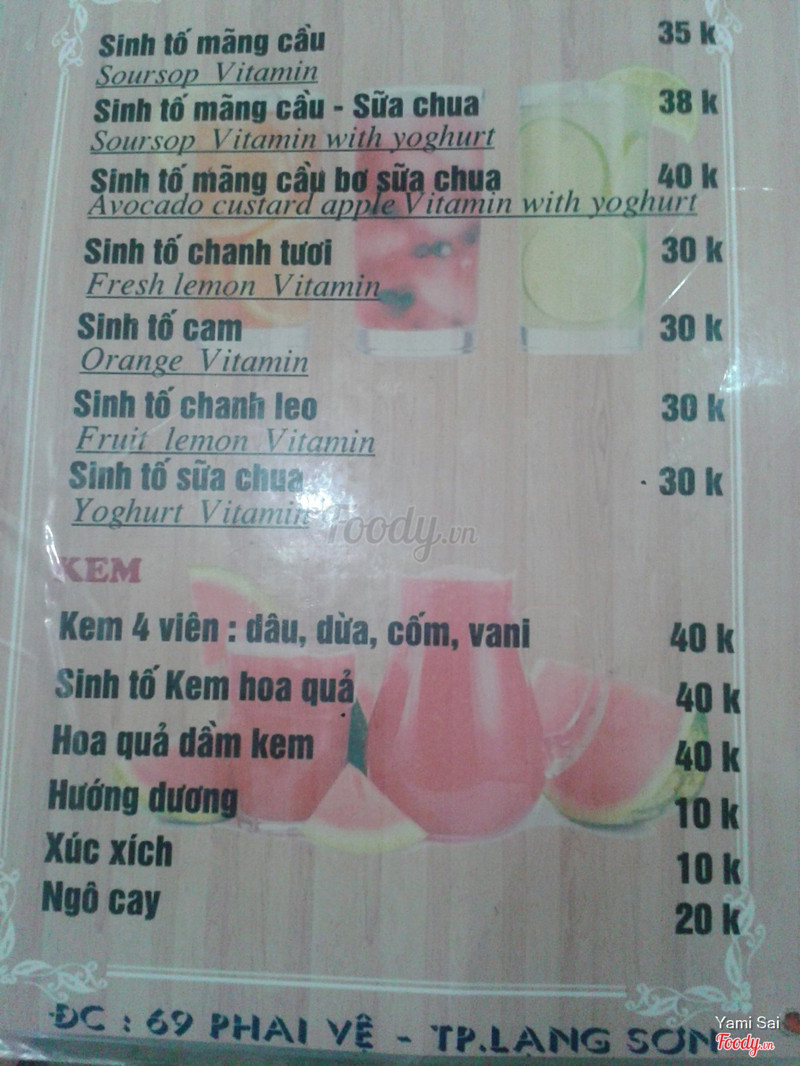 Sinh tố mãng cầu 35 k
Soursop Vitamin
Sinh tố mãng cầu - Sữa chua 38 k
Soursop Vitamin with yoghurt
Sinh tố mãng cầu bơ sữa chua 40 k
Avocado custard apple Vitamin with yoghurt
Sinh tố chanh tươi 30 k
Fresh lemon Vitamin
Sinh tố cam 30 k
Orange Vitamin
Sinh tố chanh leo 30 k
Fruit lemon Vitamin
Sinh tố sữa chua 30 k
Yoghurt Vitamin
Foody.vn
KEM
Kem 4 viên : dâu, dừa, cốm, vani 40 k
Sinh tố Kem hoa quả 40 k
Hoa quả dầm kem 40 k
Hướng dương 10 k
Xúc xích 10 k
Ngô cay 20 k
ĐC : 69 PHAI VỆ - TP.LẠNG SƠN
Yami Sai
Foody.vn